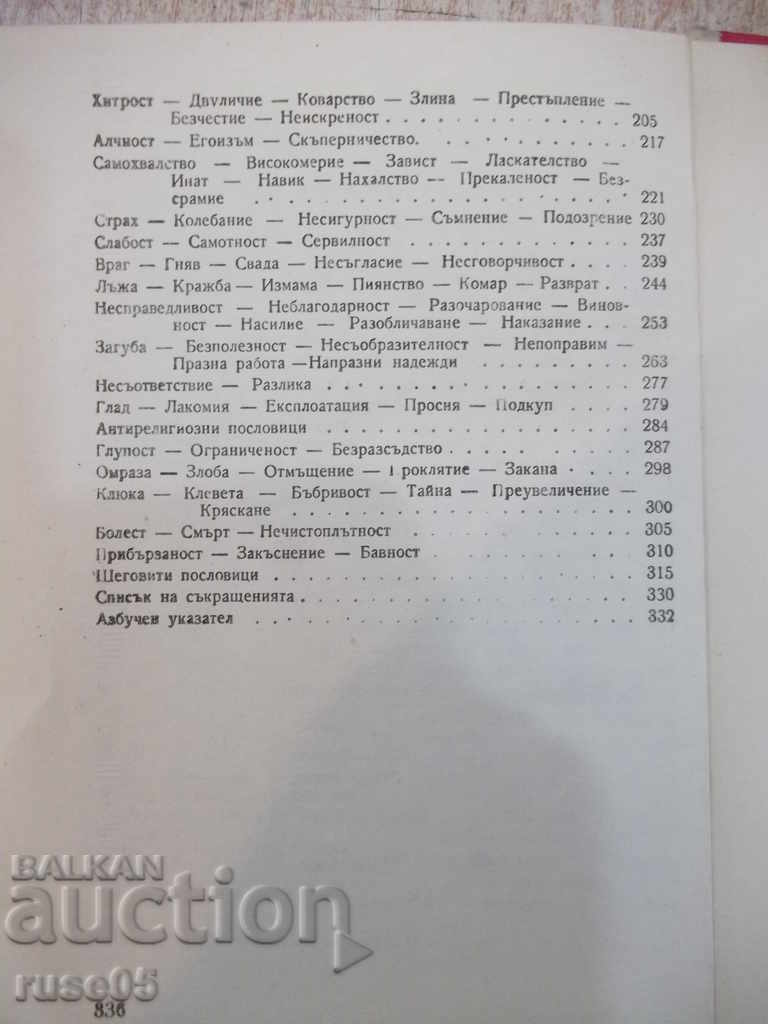 Хитрост — Двуличие — Коварство — Злина — Престъпление —
Безчестие — Неискреност . . . . . . . . . . . . . 205
Алчност — Егоизъм — Скъперничество. . . . . . . . . . 217
Самохвалство — Високомерие — Завист — Ласкателство —
Инат — Навик — Нахалство — Прекаленост — Без-
срамие . . . . . . . . . . . . . . . . . . 221
Страх — Колебание — Несигурност — Съмнение — Подозрение 230
Слабост — Самотност — Сервилност . . . . . . . . . . . 237
Враг — Гняв — Свада — Несъгласие — Несговорчивост . . . . 239
Лъжа — Кражба — Измама — Пиянство — Комар — Разврат . . 244
Несправедливост — Неблагодарност — Разочарование — Винов-
ност — Насилие — Разобличаване — Наказание . . . 253
Загуба — Безполезност — Несъобразителност — Непоправим —
Празна работа — Напразни надежди . . . . . . . . . 263
Несъответствие — Разлика . . . . . . . . . . . . . . . 277
Глад — Лакомия — Експлоатация — Просия — Подкуп . . . . 279
Антирелигиозни пословици . . . . . . . . . . . . . . . 284
Глупост — Ограниченост — Безразсъдство . . . . . . . . . 287
Омраза — Злоба — Отмъщение — Проклятие — Закана . . . . 298
Клюка — Клевета — Бъбривост — Тайна — Преувеличение —
Кряскане . . . . . . . . . . . . . . . . . 300
Болест — Смърт — Нечистоплътност . . . . . . . . . . . 305
Прибързаност — Закъснение — Бавност . . . . . . . . . . 310
Шеговити пословици . . . . . . . . . . . . . . . . . 315
Списък на съкращенията . . . . . . . . . . . . . . . . 330
Азбучен указател . . . . . . . . . . . . . . . . . . 332
BALKAN
auction
ruse05
336